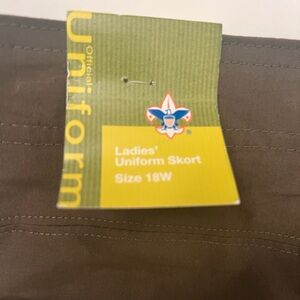 Official
uniform
Ladies'
Uniform Skort
Size 18W
®